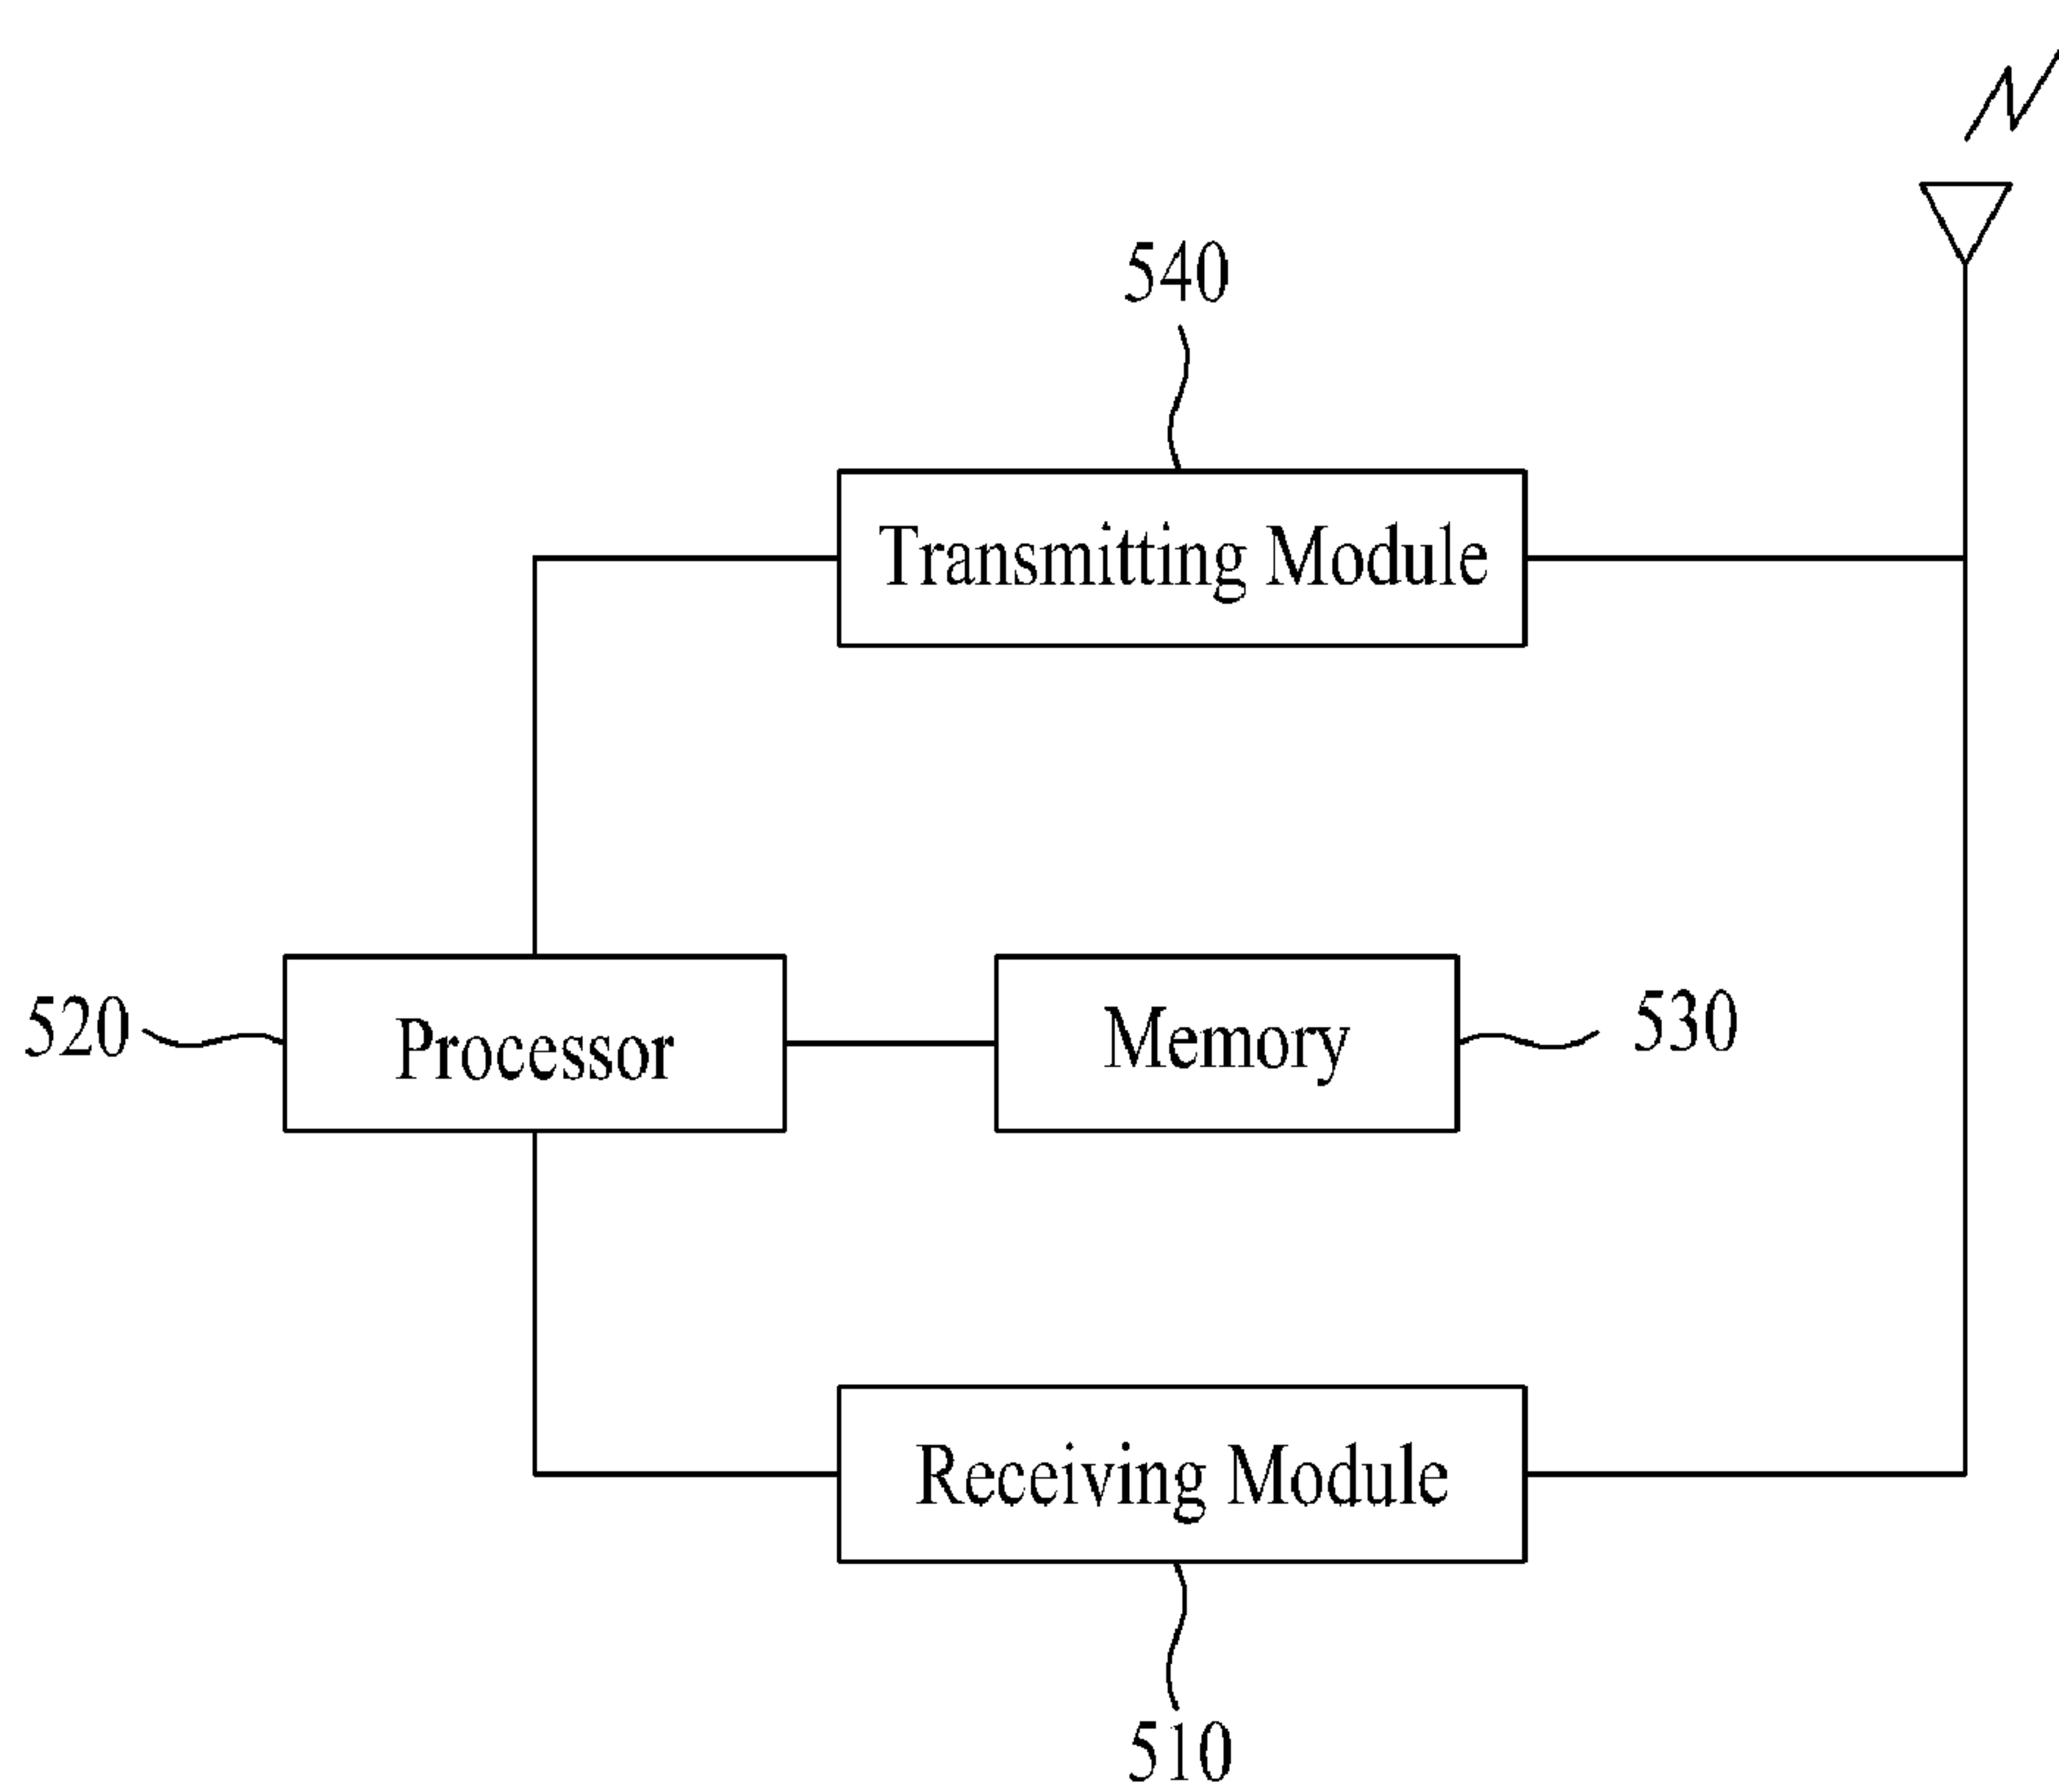 540
Transmitting Module
520
Processor
Memory
530
Receiving Module
510